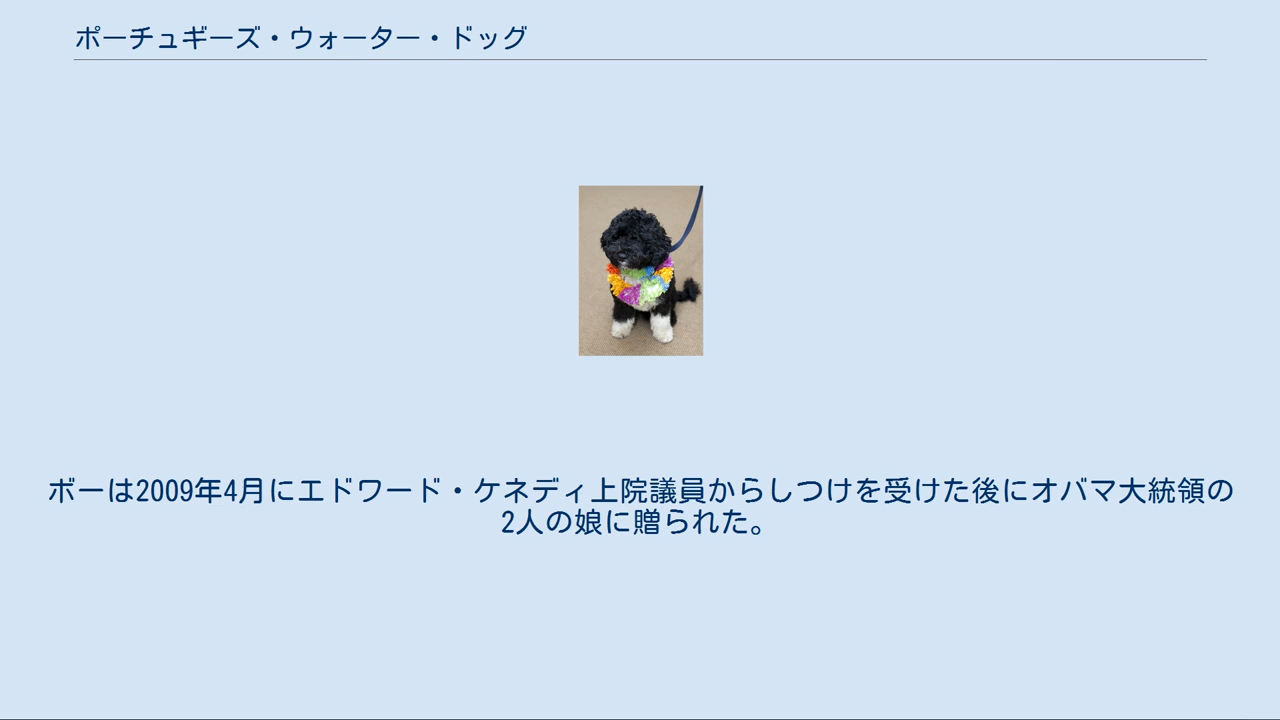 ポーチュギーズ・ウォーター・ドッグ
ボーは2009年4月にエドワード・ケネディ上院議員からしつけを受けた後にオバマ大統領の
2人の娘に贈られた。